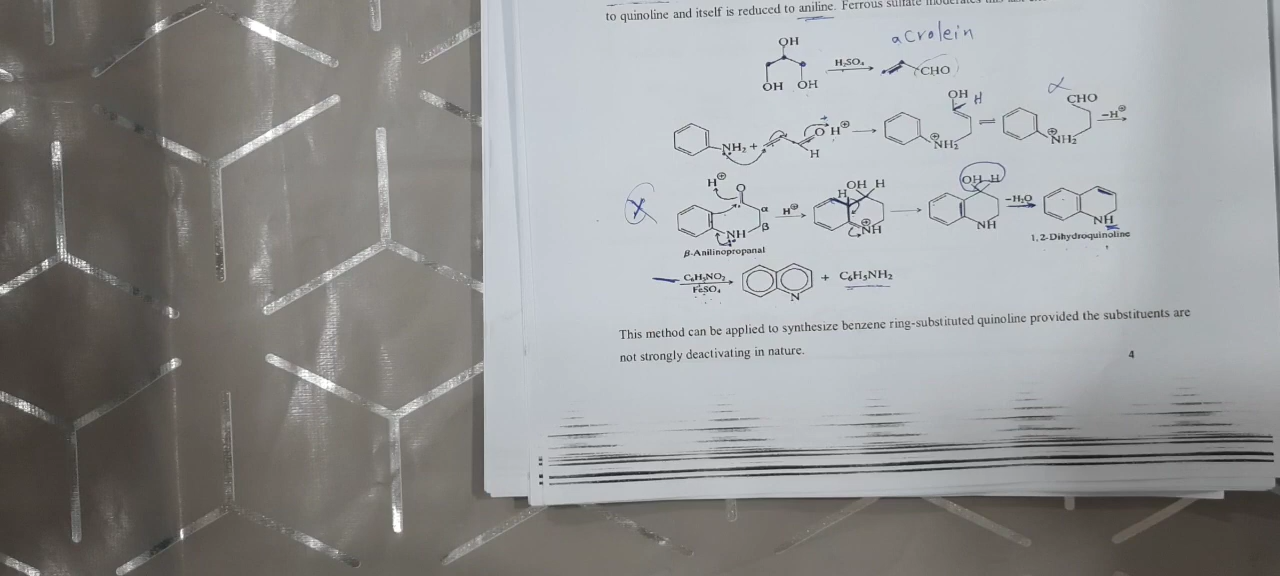 to quinoline and itself is reduced to aniline. Ferrous sulfate moderates
acrolein
OH
OH OH
H₂SO₄
CHO
NH₂ +
O
H
H⊕
OH H
⊕
NH₂
=
α
CHO
⊕
NH₂
-H⊕
H⊕
O
α
β
NH
β-Anilinopropanal
H⊕
H
OH H
⊕
NH
OH H
NH
-H₂O
NH
1,2-Dihydroquinoline
C₆H₅NO₂
FeSO₄
N
+ C₆H₅NH₂
This method can be applied to synthesize benzene ring-substituted quinoline provided the substituents are
not strongly deactivating in nature.
4